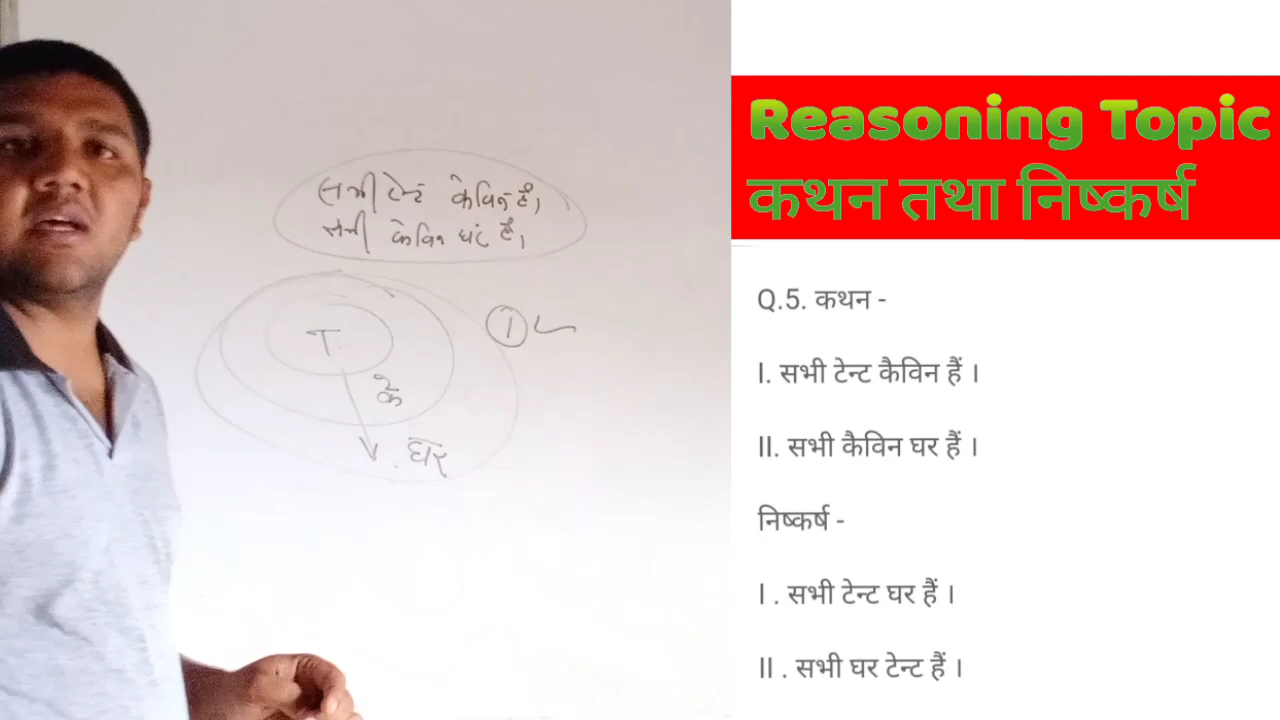 सभी टेन्ट केविन हैं।
सभी केविन घर हैं।
T.
1
के
घर
Reasoning Topic
कथन तथा निष्कर्ष
Q.5. कथन -
I. सभी टेन्ट कैविन हैं ।
II. सभी कैविन घर हैं ।
निष्कर्ष -
I . सभी टेन्ट घर हैं ।
II . सभी घर टेन्ट हैं ।